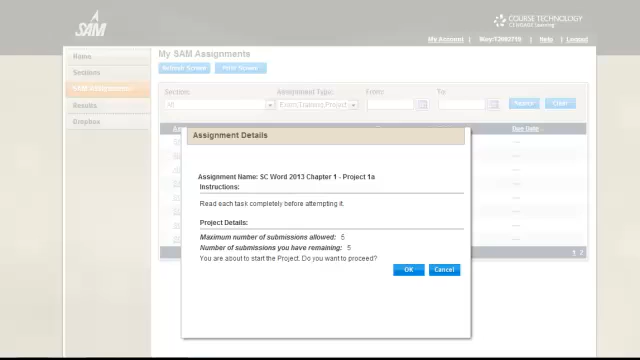 SAM
COURSE TECHNOLOGY
CENGAGE Learning
My Account
Help
Logout
Home
Sections
SAM Assignments
Results
Dropbox
My SAM Assignments
Refresh Screen
Print Screen
Section:
Assignment Type:
From:
To:
All
Exam,Training,Project
Clear
Due Date
Assignment Details
Assignment Name: SC Word 2013 Chapter 1 - Project 1a
Instructions:
Read each task completely before attempting it.
Project Details:
Maximum number of submissions allowed: 5
Number of submissions you have remaining: 5
You are about to start the Project. Do you want to proceed?
OK
Cancel
1 2